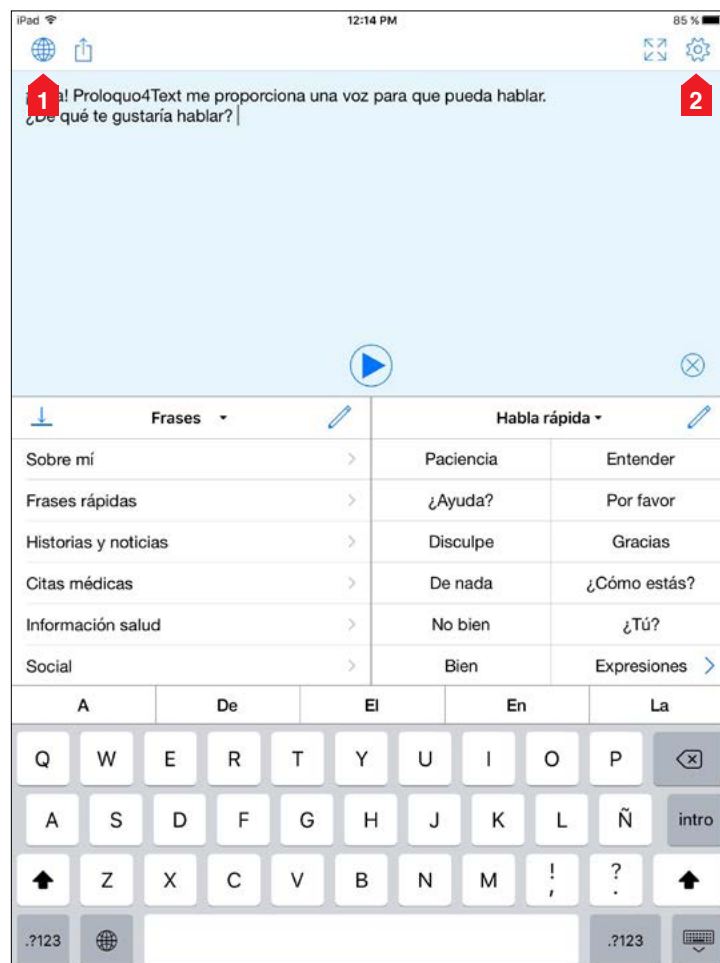 iPad 12:14 PM 85 %
1 2
a! Proloquo4Text me proporciona una voz para que pueda hablar.
¿De qué te gustaría hablar?
Frases Habla rápida
Sobre mí Paciencia Entender
Frases rápidas ¿Ayuda? Por favor
Historias y noticias Disculpe Gracias
Citas médicas De nada ¿Cómo estás?
Información salud No bien ¿Tú?
Social Bien Expresiones
A De El En La
Q W E R T Y U I O P
A S D F G H J K L Ñ intro
Z X C V B N M ! , ? .
.?123 .?123